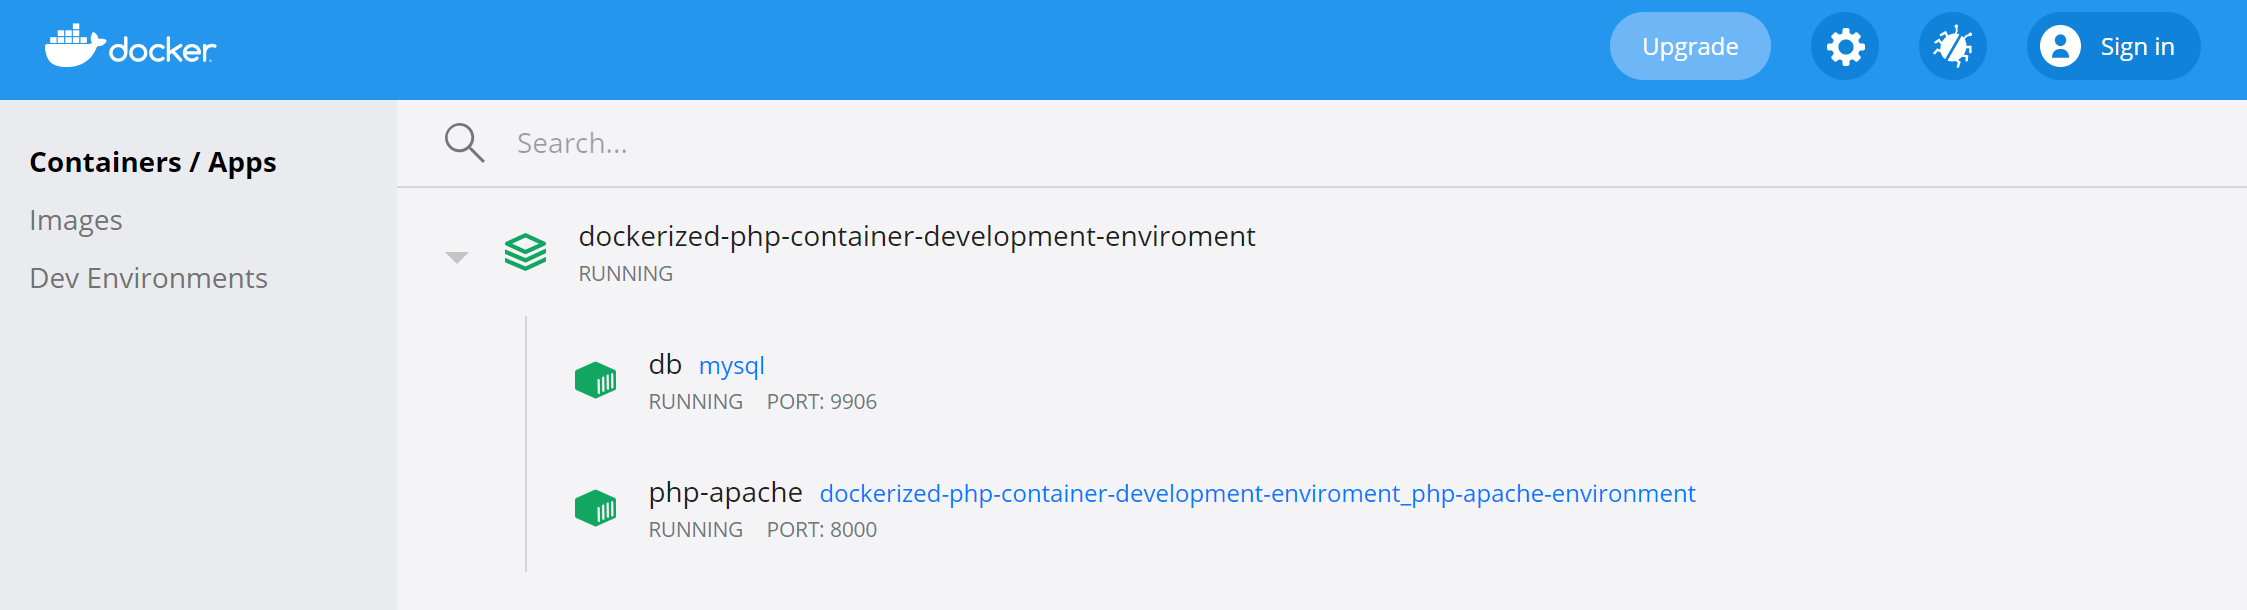 docker
Upgrade
Sign in
Containers / Apps
Images
Dev Environments
Search...
dockerized-php-container-development-enviroment
RUNNING
db mysql
RUNNING PORT: 9906
php-apache dockerized-php-container-development-enviroment_php-apache-environment
RUNNING PORT: 8000